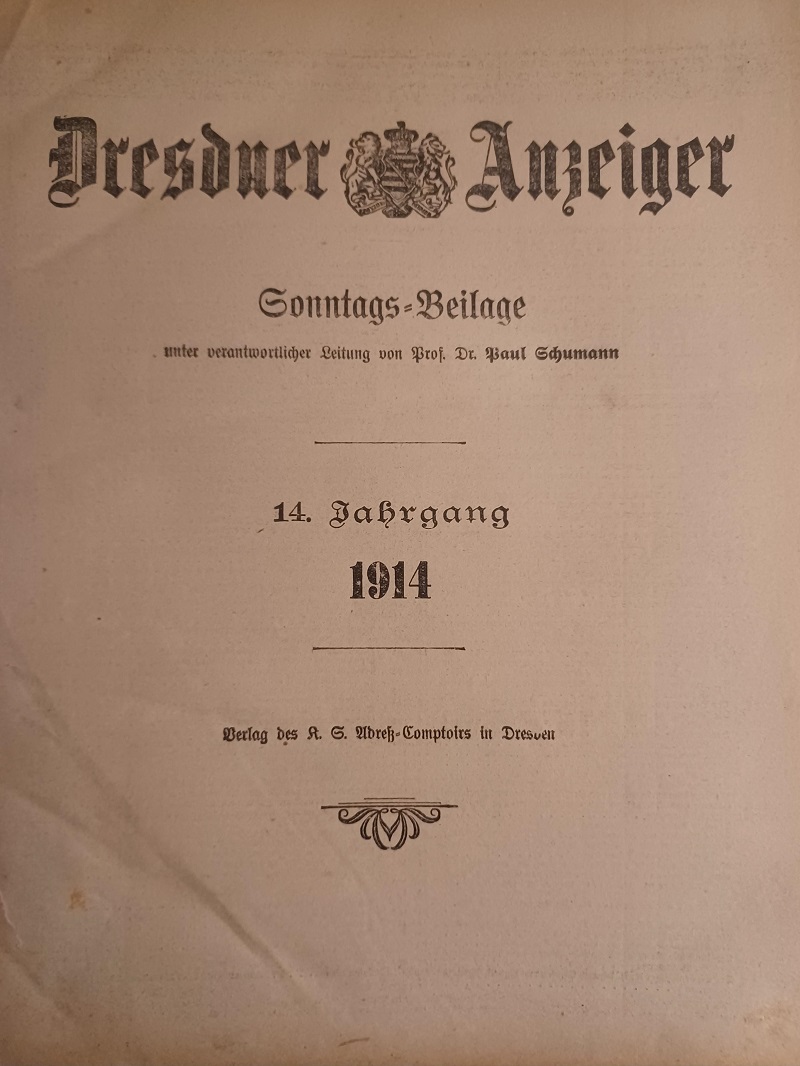 Dresdner Anzeiger
Sonntags-Beilage
unter verantwortlicher Leitung von Prof. Dr. Paul Schumann
14. Jahrgang
1914
Verlag des K. S. Adreß-Comptoirs in Dresden